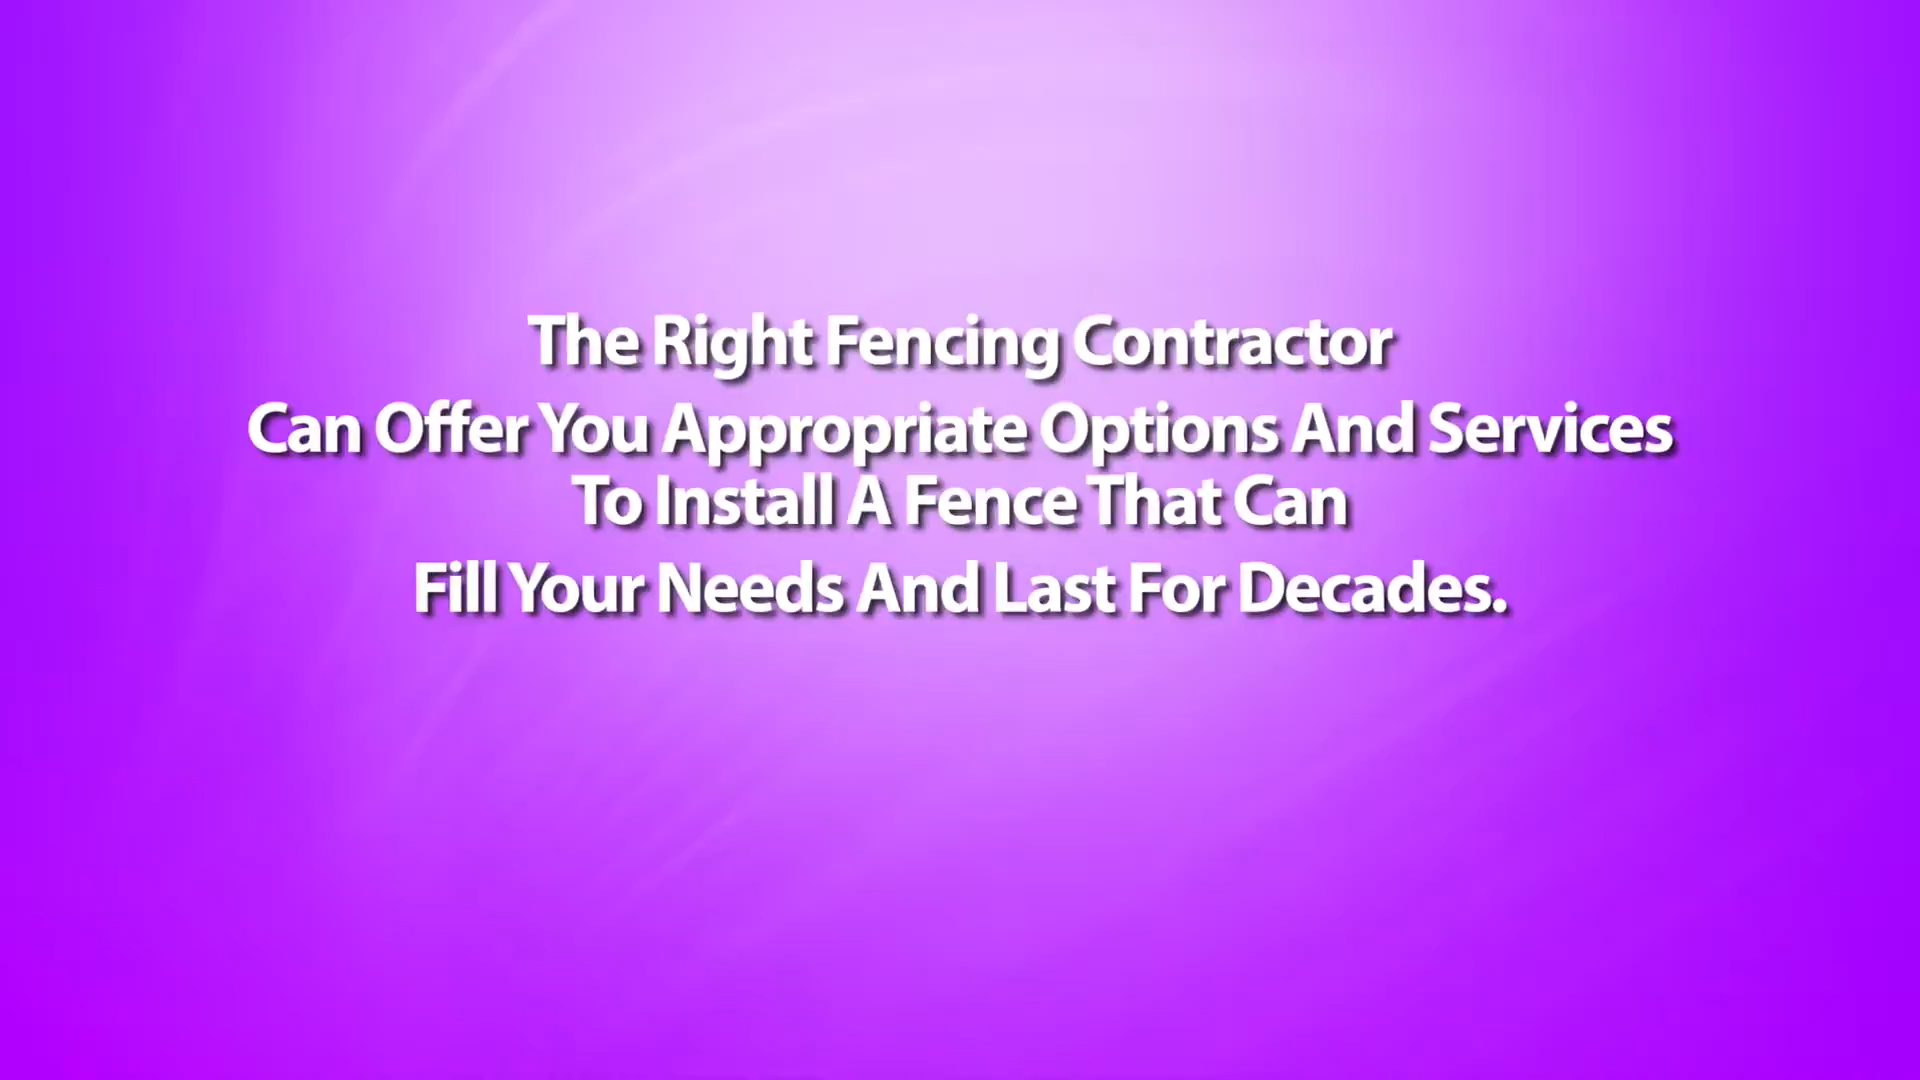 The Right Fencing Contractor
Can Offer You Appropriate Options And Services
To Install A Fence That Can
Fill Your Needs And Last For Decades.